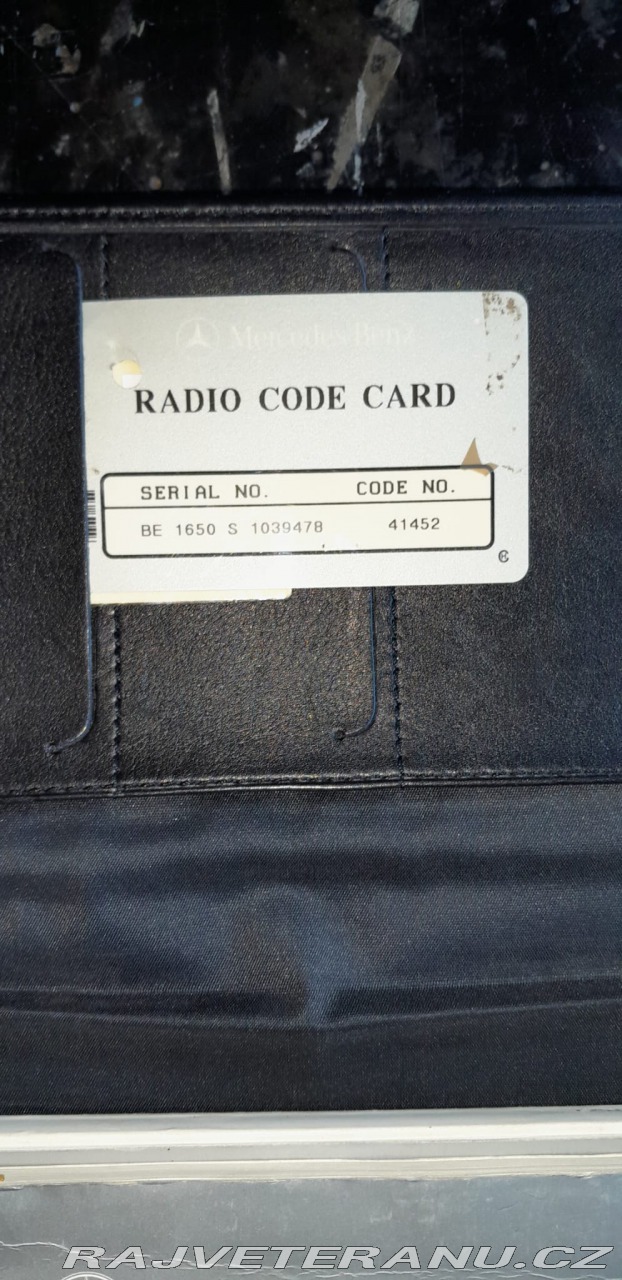 Mercedes-Benz
RADIO CODE CARD
SERIAL NO. CODE NO.
BE 1650 S 1039478 41452
RAJVETERANU.CZ